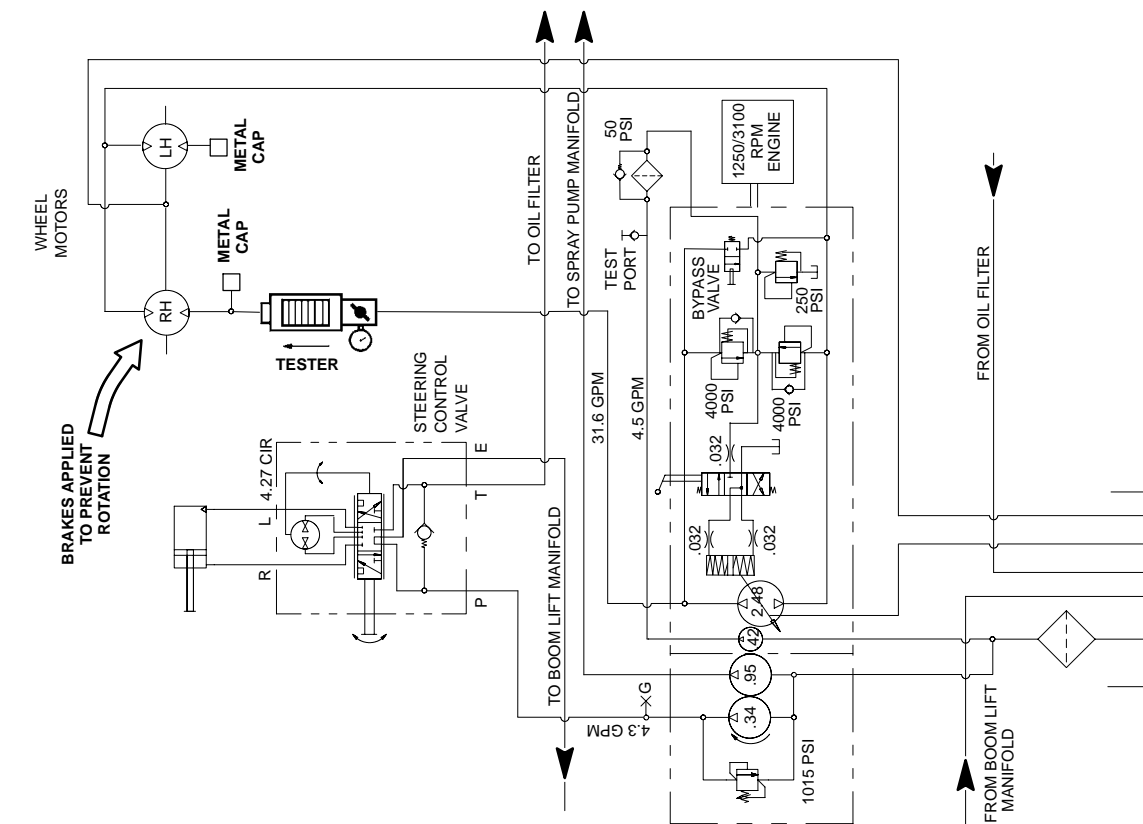 WHEEL
MOTORS
LH
METAL
CAP
RH
METAL
CAP
TESTER
BRAKES APPLIED
TO PREVENT
ROTATION
STEERING
CONTROL
VALVE
4.27 CIR
L
R
E
T
P
TO OIL FILTER
TO SPRAY PUMP MANIFOLD
TO BOOM LIFT MANIFOLD
31.6 GPM
4.5 GPM
4.3 GPM
G
50
PSI
TEST
PORT
1250/3100
RPM
ENGINE
BYPASS
VALVE
250
PSI
4000
PSI
4000
PSI
.032
.032
.032
2.48
.42
.95
.34
1015 PSI
FROM OIL FILTER
FROM BOOM LIFT
MANIFOLD